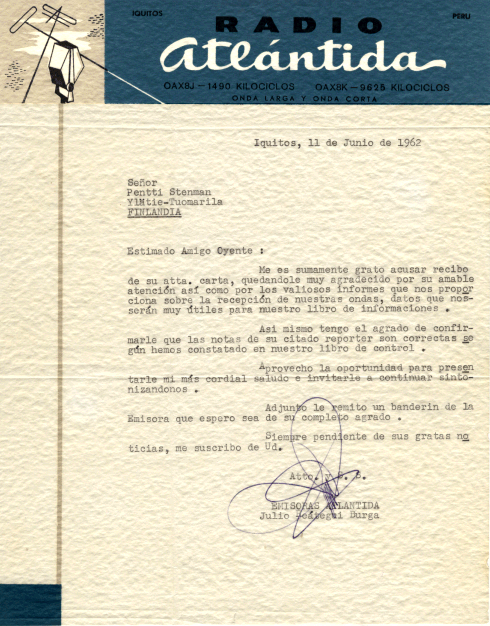 IQUITOS
PERU
RADIO
Atlántida
OAX8J — 1490 KILOCICLOS OAX8K — 9625 KILOCICLOS
ONDA LARGA Y ONDA CORTA
Iquitos, 11 de Junio de 1962
Señor
Pentti Stenman
Tuomarila
FINLANDIA
Estimado Amigo Oyente :
Me es sumamente grato acusar recibo
de su atta. carta, quedandole muy agradecido por su amable
atención así como por los valiosos informes que nos propor
ciona sobre la recepción de nuestras ondas, datos que nos-
serán muy útiles para nuestro libro de informaciones .
Asi mismo tengo el agrado de confir-
marle que las notas de su citado reporter son correctas se
gún hemos constatado en nuestro libro de control .
Aprovecho la oportunidad para presen
tarle mi más cordial saludo e invitarle a continuar sinto-
nizandonos .
Adjunto le remito un banderin de la
Emisora que espero sea de su completo agrado .
Siempre pendiente de sus gratas no
ticias, me suscribo de Ud.
Atto. y S. S.
EMISORAS ATLANTIDA
Julio Burga